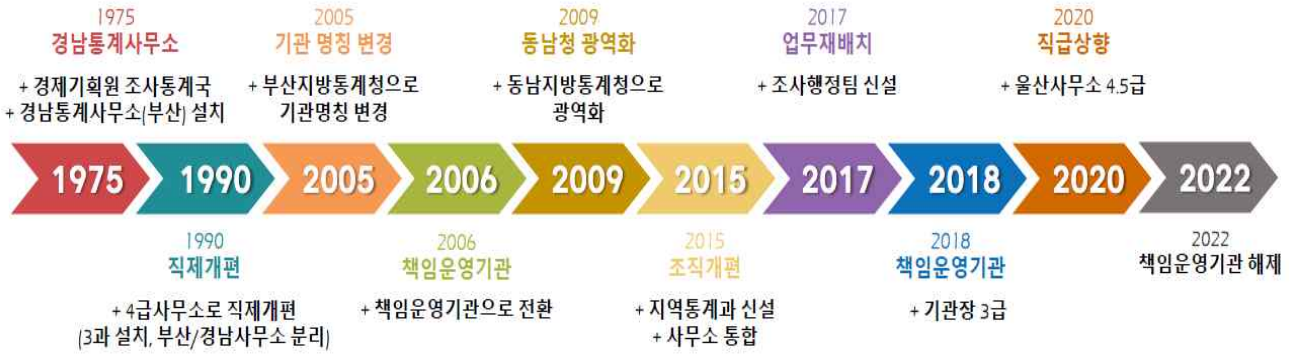 1975
경남통계사무소
+ 경제기획원 조사통계국
+ 경남통계사무소(부산) 설치
2005
기관 명칭 변경
+ 부산지방통계청으로
기관명칭 변경
2009
동남청 광역화
+ 동남지방통계청으로
광역화
2017
업무재배치
+ 조사행정팀 신설
2020
직급상향
+ 울산사무소 4.5급
1975 1990 2005 2006 2009 2015 2017 2018 2020 2022
1990
직제개편
+ 4급사무소로 직제개편
(3과 설치, 부산/경남사무소 분리)
2006
책임운영기관
+ 책임운영기관으로 전환
2015
조직개편
+ 지역통계과 신설
+ 사무소 통합
2018
책임운영기관
+ 기관장 3급
2022
책임운영기관 해제